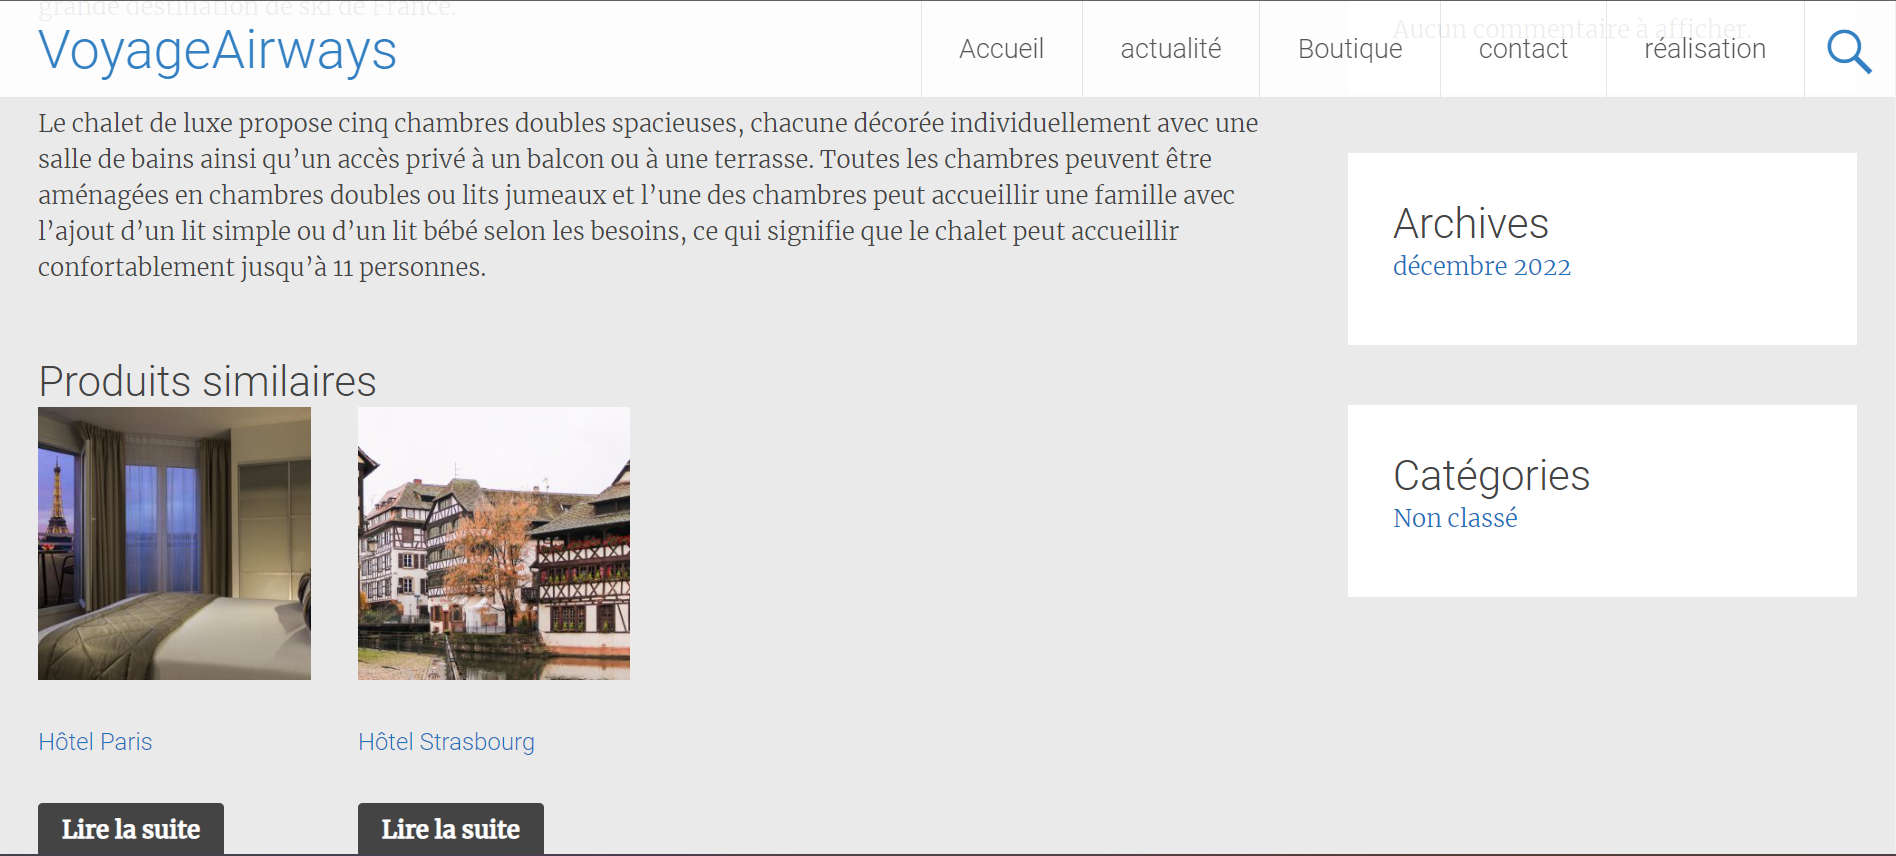 grande destination de ski de France.
Aucun commentaire à afficher.
VoyageAirways
Accueil
actualité
Boutique
contact
réalisation
Le chalet de luxe propose cinq chambres doubles spacieuses, chacune décorée individuellement avec une
salle de bains ainsi qu’un accès privé à un balcon ou à une terrasse. Toutes les chambres peuvent être
aménagées en chambres doubles ou lits jumeaux et l’une des chambres peut accueillir une famille avec
l’ajout d’un lit simple ou d’un lit bébé selon les besoins, ce qui signifie que le chalet peut accueillir
confortablement jusqu’à 11 personnes.
Produits similaires
Hôtel Paris
Lire la suite
Hôtel Strasbourg
Lire la suite
Archives
décembre 2022
Catégories
Non classé